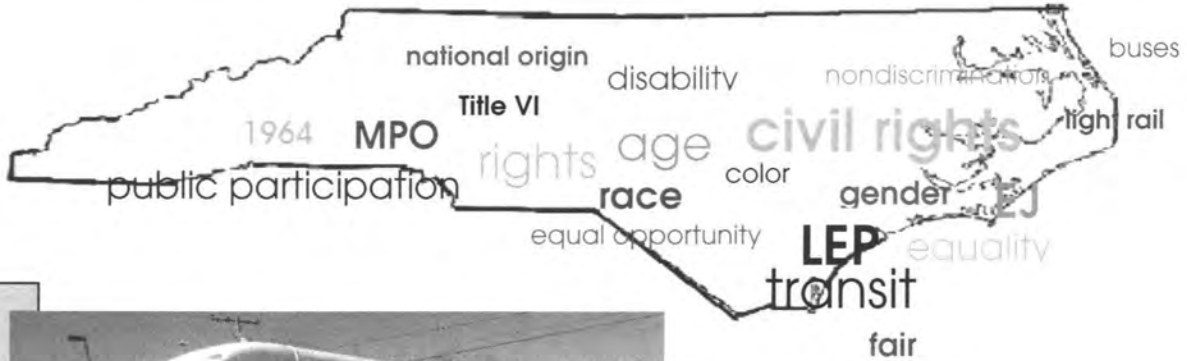 buses
national origin
disability
nondiscrimination
Title VI
light rail
1964
MPO
civil rights
age
rights
color
public participation
race
gender
EJ
equal opportunity
LEP
equality
transit
fair